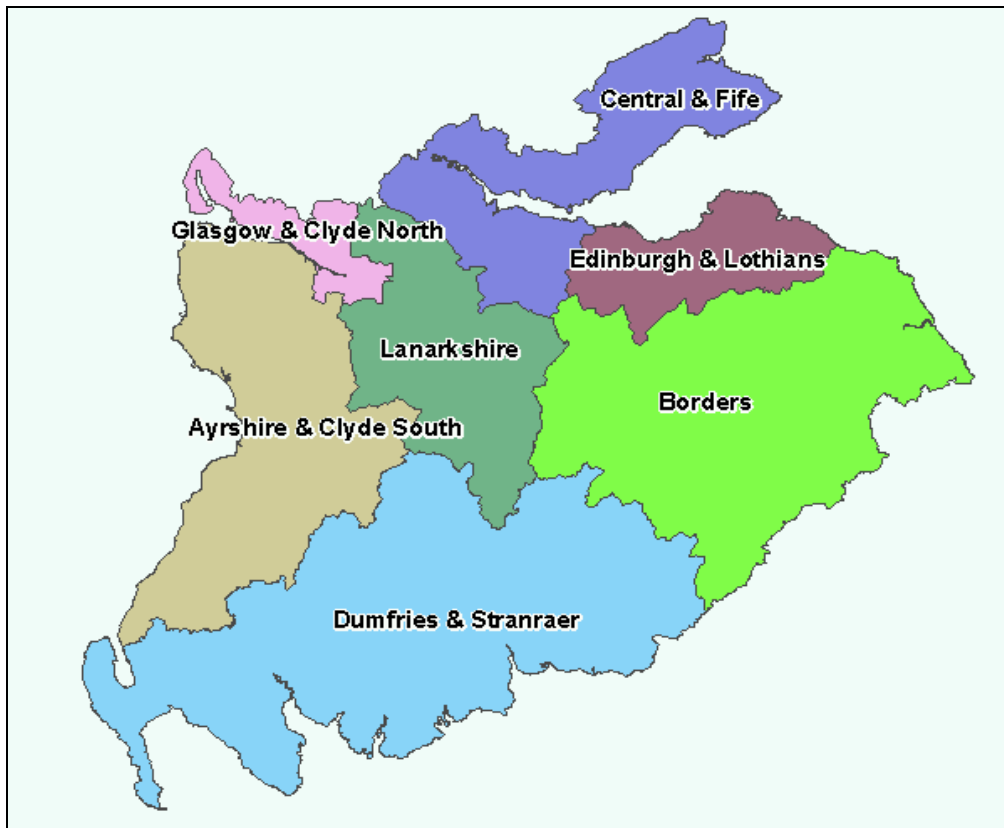 Central & Fife
Glasgow & Clyde North
Edinburgh & Lothians
Lanarkshire
Borders
Ayrshire & Clyde South
Dumfries & Stranraer